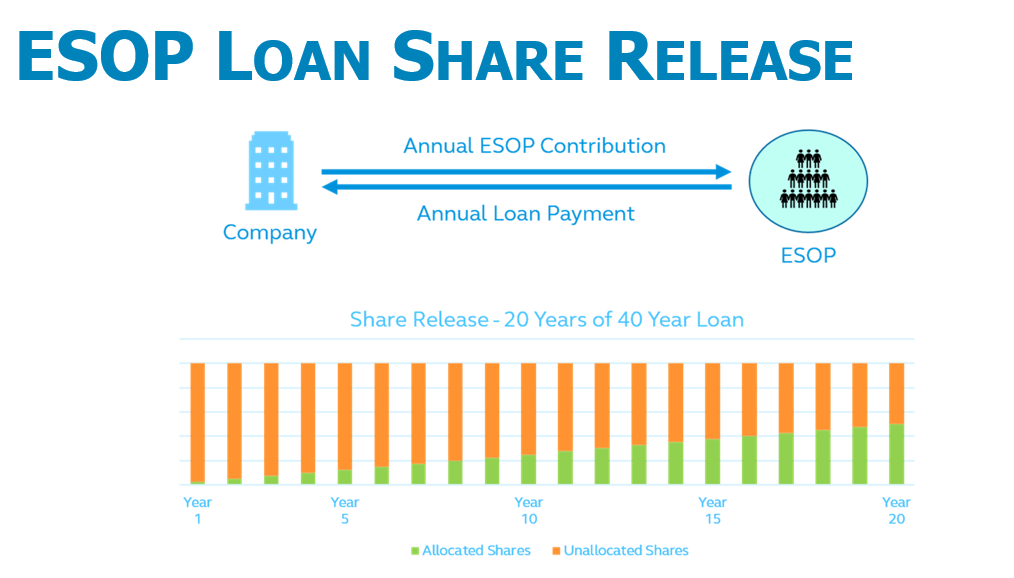 ESOP LOAN SHARE RELEASE
Annual ESOP Contribution
Annual Loan Payment
Company
ESOP
Share Release - 20 Years of 40 Year Loan
Year 1
Year 5
Year 10
Year 15
Year 20
Allocated Shares
Unallocated Shares